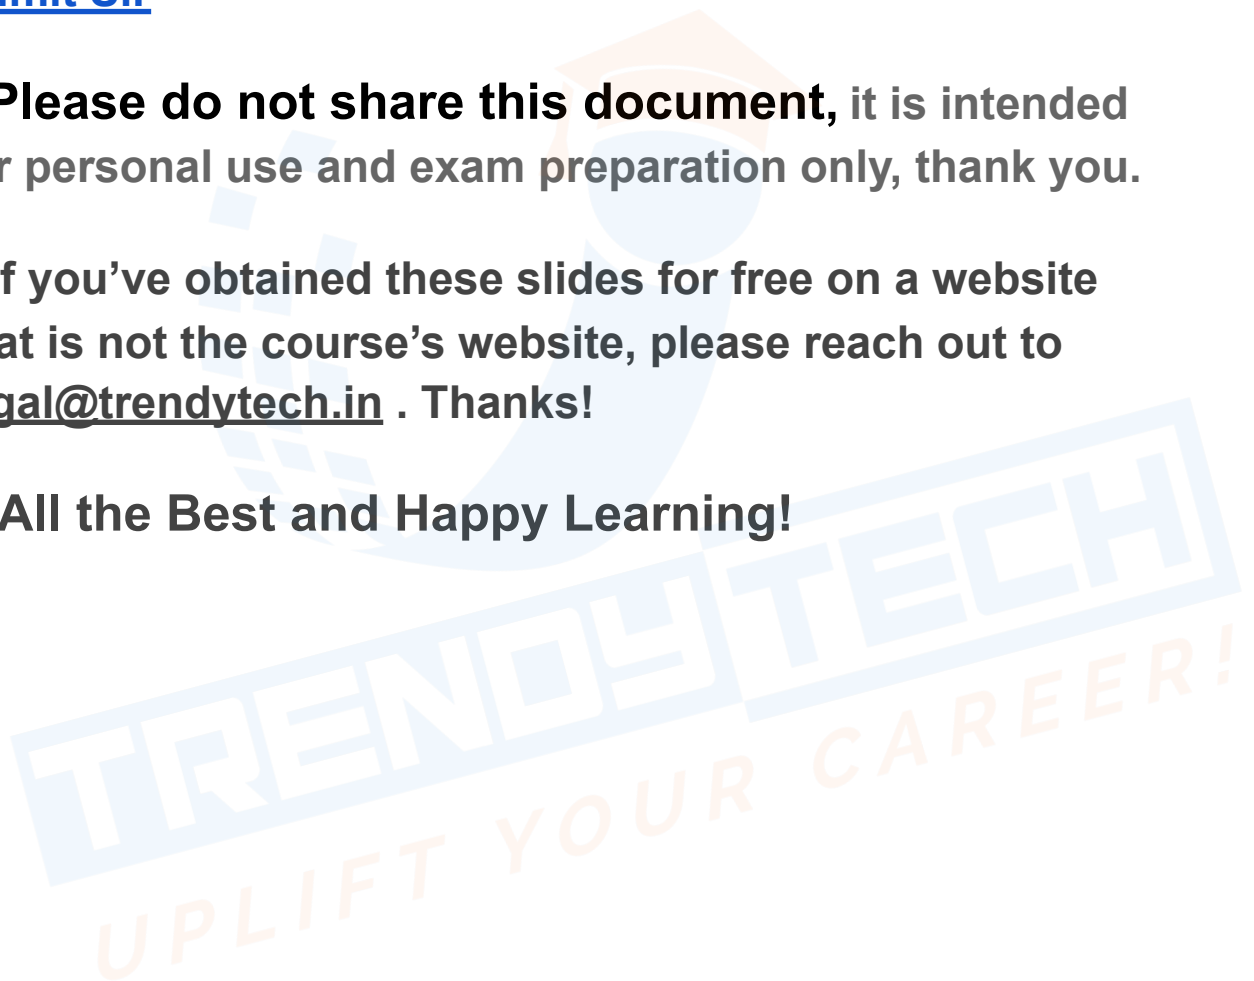 Please do not share this document, it is intended
r personal use and exam preparation only, thank you.
f you’ve obtained these slides for free on a website
at is not the course’s website, please reach out to
gal@trendytech.in . Thanks!
All the Best and Happy Learning!
TRENDYTECH
UPLIFT YOUR CAREER!